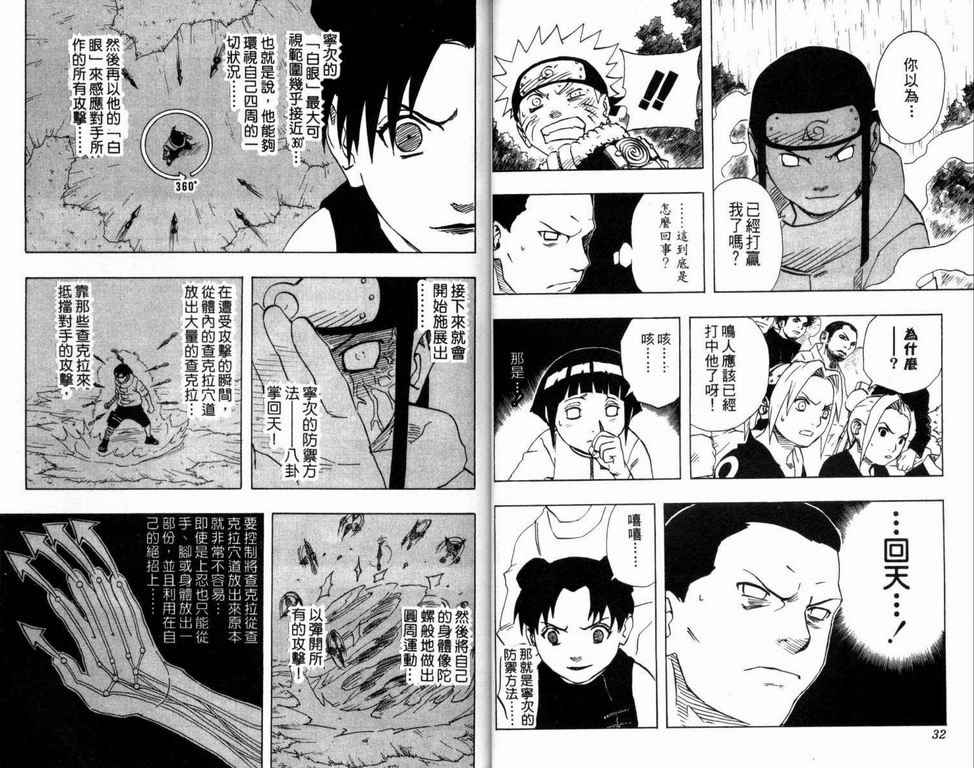 你以為…
已經打贏
我了嗎？
!!
……這到底是
怎麼回事？
為什麼
──？
鳴人應該已經
打中他了呀！
咳……
咳……
那是…！
…回天…！
嘻嘻……
那就是寧次的
防禦方法…
32
寧次的
「白眼」最大可
視範圍幾乎接近360°…
也就是說，他能夠
環視自己四周的一
切狀況……
然後再以他的「白
眼」來感應對手所
作的所有攻擊……
360°
接下來就會
開始施展出
………
寧次的防禦方
法──八卦
掌回天！
在遭受攻擊的瞬間，
從體內的查克拉穴道
放出大量的查克拉…
靠那些查克拉來
抵擋對手的攻擊，
然後將自己
的身體像陀
螺般地做出
圓周運動…
以彈開所
有的攻擊！
要控制將查克拉從查
克拉穴道放出來原本
就非常不容易……
即使是上忍也只能從
手、腳或身體放出一
部份，並且利用在自
己的絕招上……